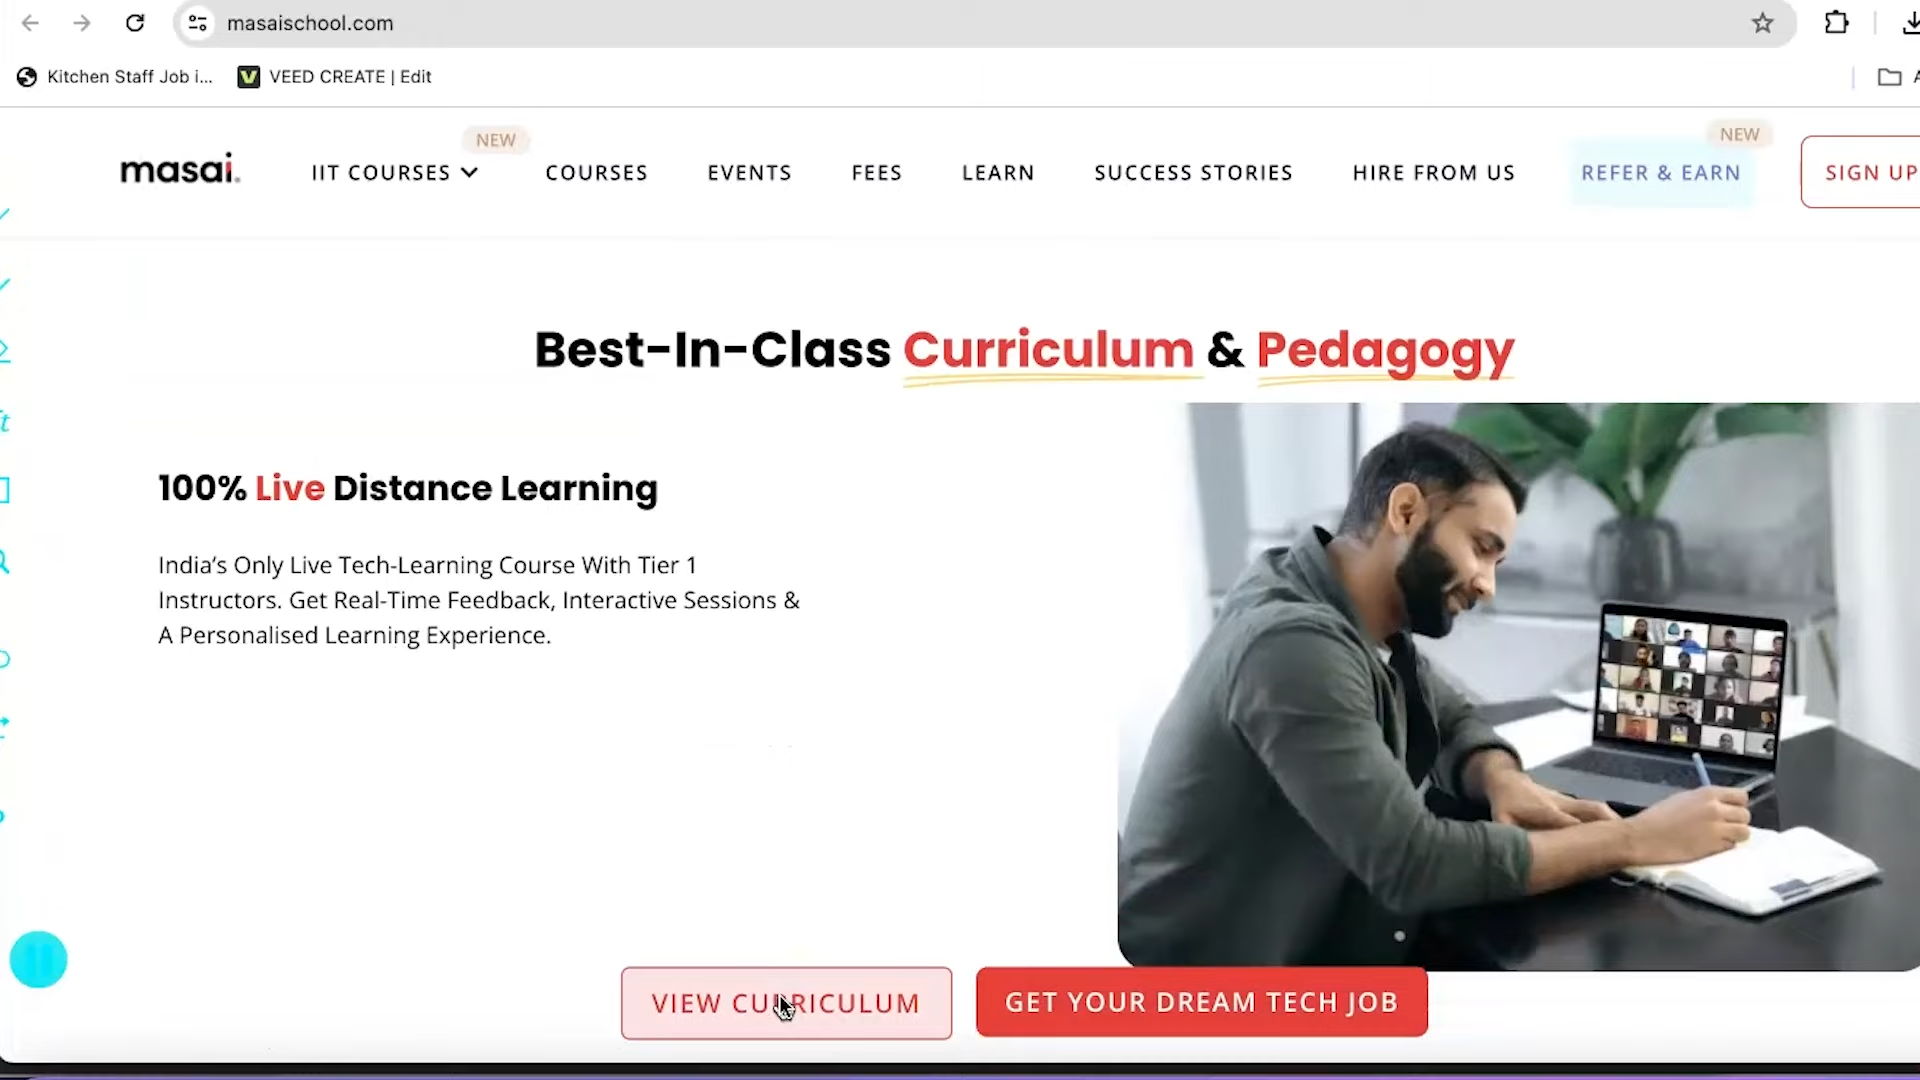 masaischool.com
Kitchen Staff Job i...
VEED CREATE | Edit
masai.
IIT COURSES
NEW
COURSES
EVENTS
FEES
LEARN
SUCCESS STORIES
HIRE FROM US
REFER & EARN
NEW
SIGN UP
Best-In-Class Curriculum & Pedagogy
100% Live Distance Learning
India’s Only Live Tech-Learning Course With Tier 1
Instructors. Get Real-Time Feedback, Interactive Sessions &
A Personalised Learning Experience.
VIEW CURRICULUM
GET YOUR DREAM TECH JOB